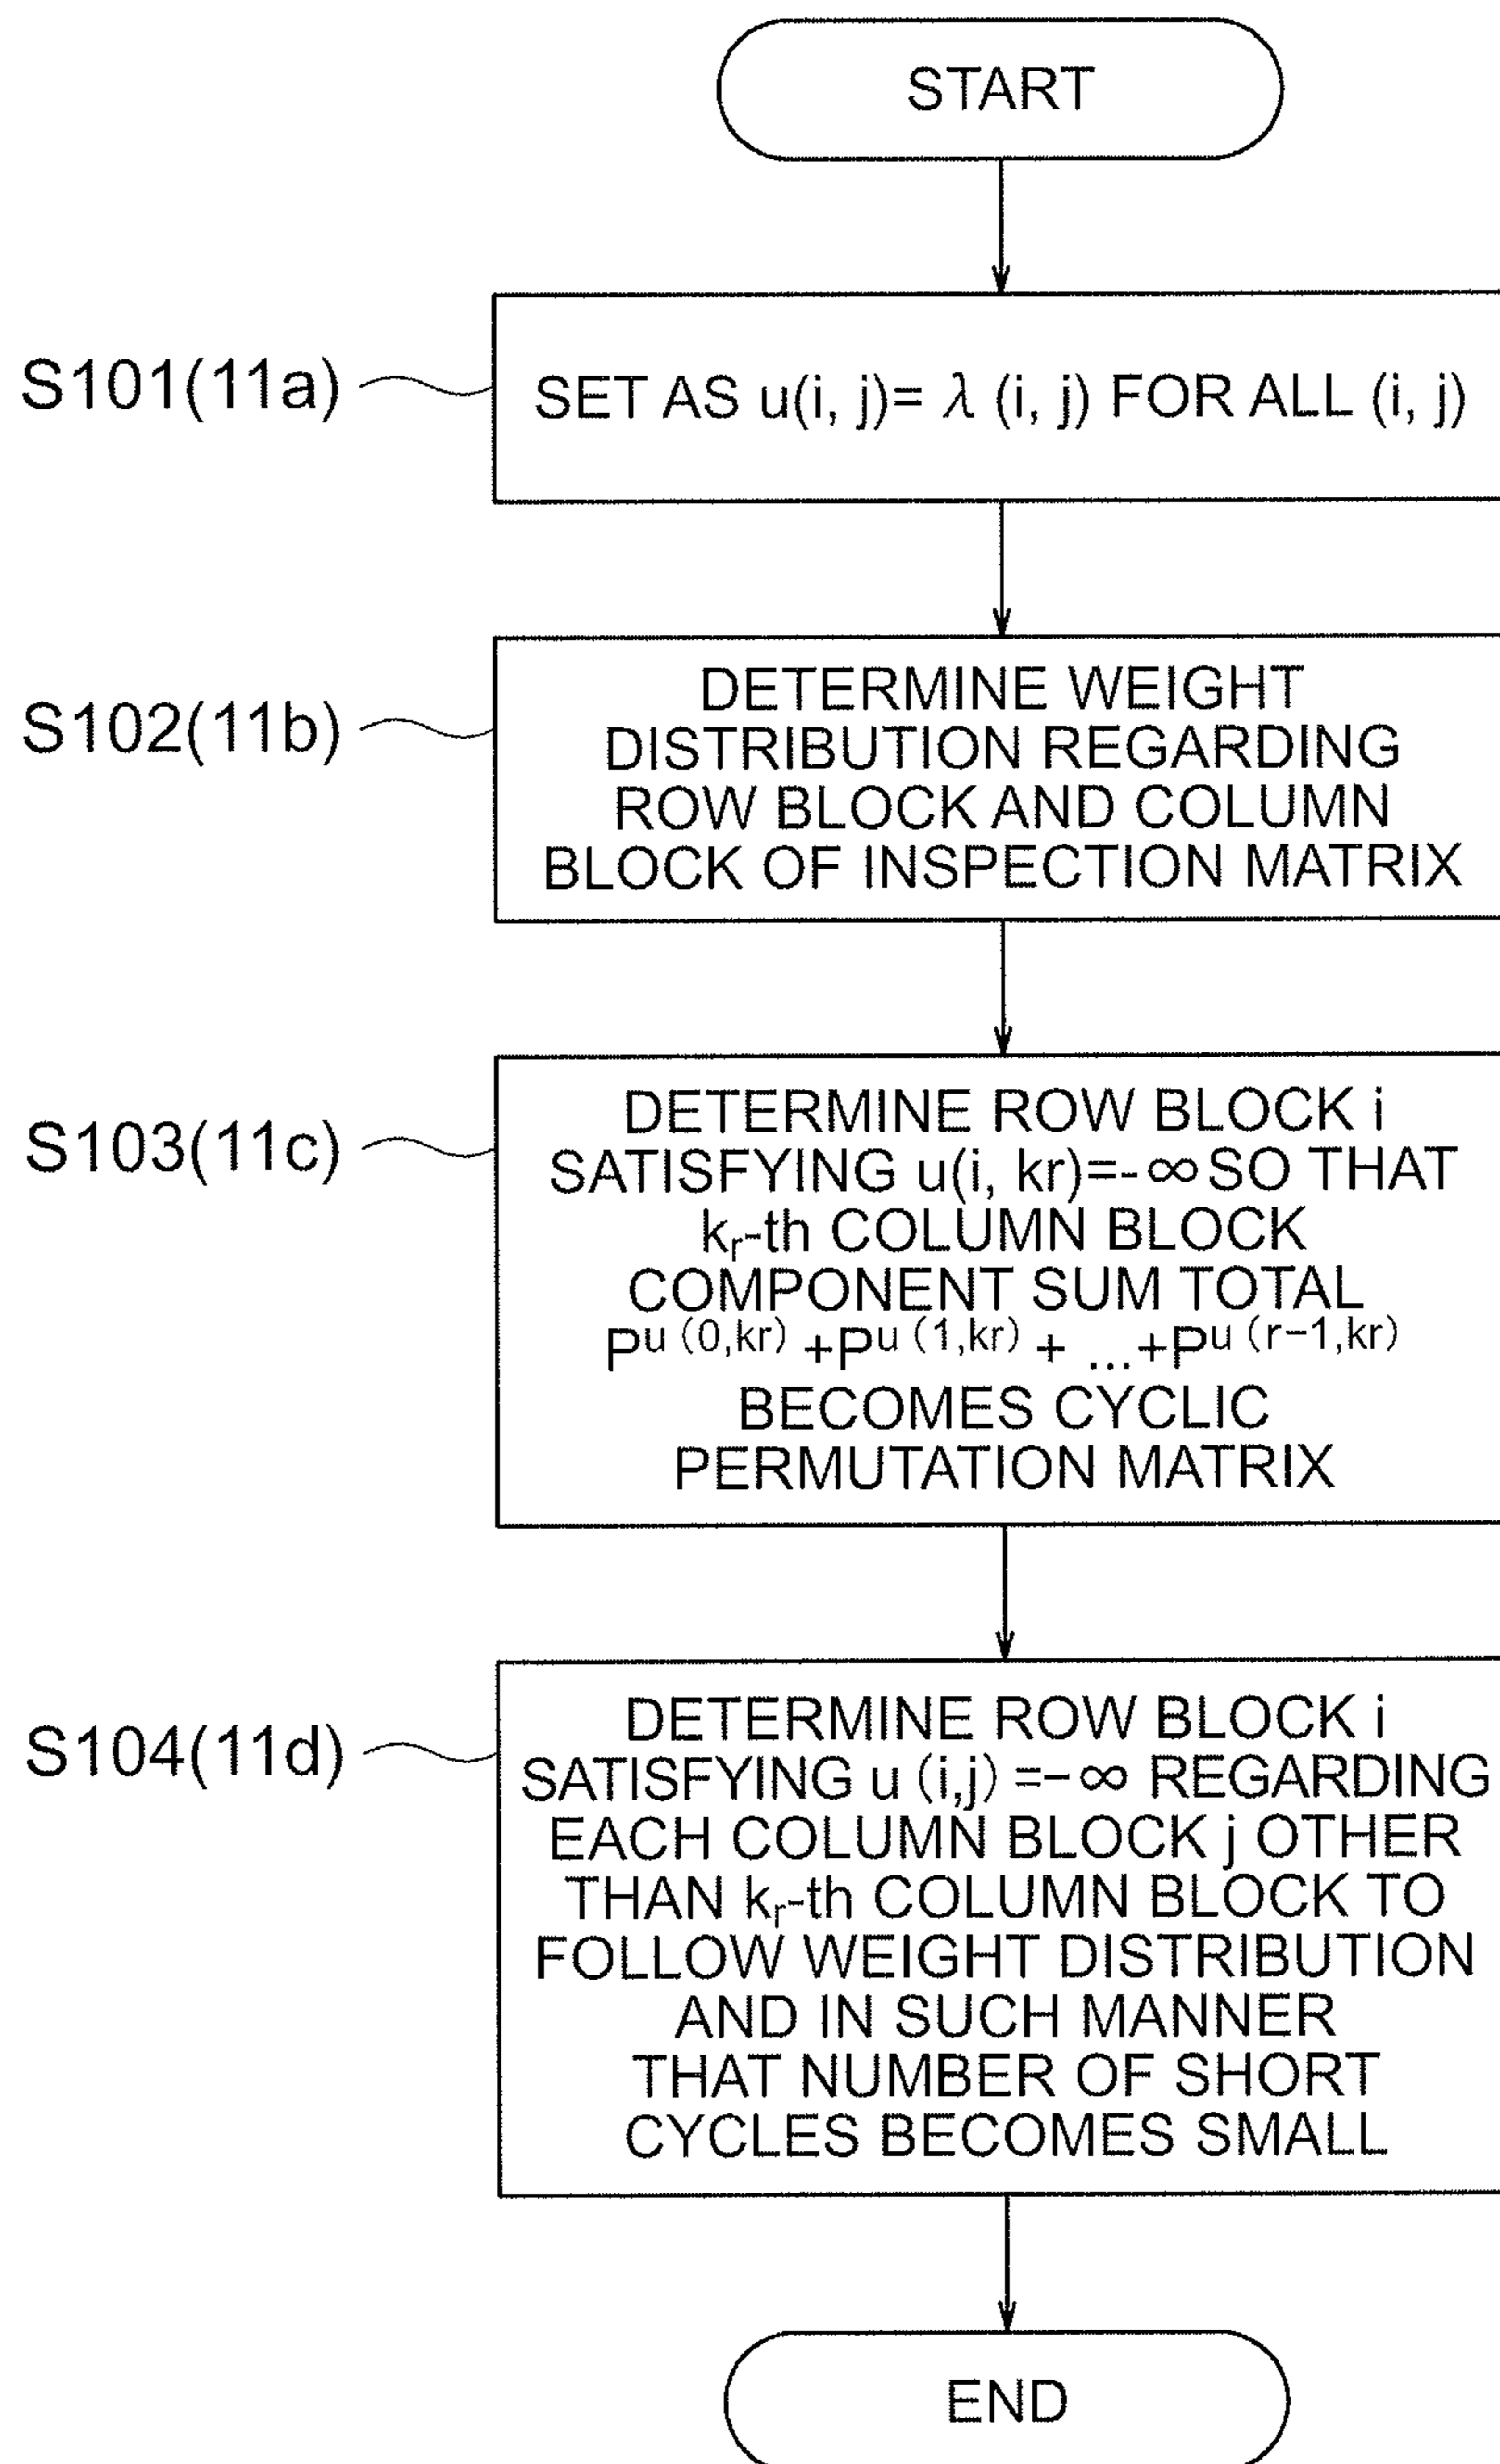 START
S101(11a)
SET AS u(i, j)= λ (i, j) FOR ALL (i, j)
S102(11b)
DETERMINE WEIGHT
DISTRIBUTION REGARDING
ROW BLOCK AND COLUMN
BLOCK OF INSPECTION MATRIX
S103(11c)
DETERMINE ROW BLOCK i
SATISFYING u(i, kr)=-∞ SO THAT
kr-th COLUMN BLOCK
COMPONENT SUM TOTAL
P^u (0,kr) +P^u (1,kr) + ...+P^u (r-1,kr)
BECOMES CYCLIC
PERMUTATION MATRIX
S104(11d)
DETERMINE ROW BLOCK i
SATISFYING u (i,j) =-∞ REGARDING
EACH COLUMN BLOCK j OTHER
THAN kr-th COLUMN BLOCK TO
FOLLOW WEIGHT DISTRIBUTION
AND IN SUCH MANNER
THAT NUMBER OF SHORT
CYCLES BECOMES SMALL
END